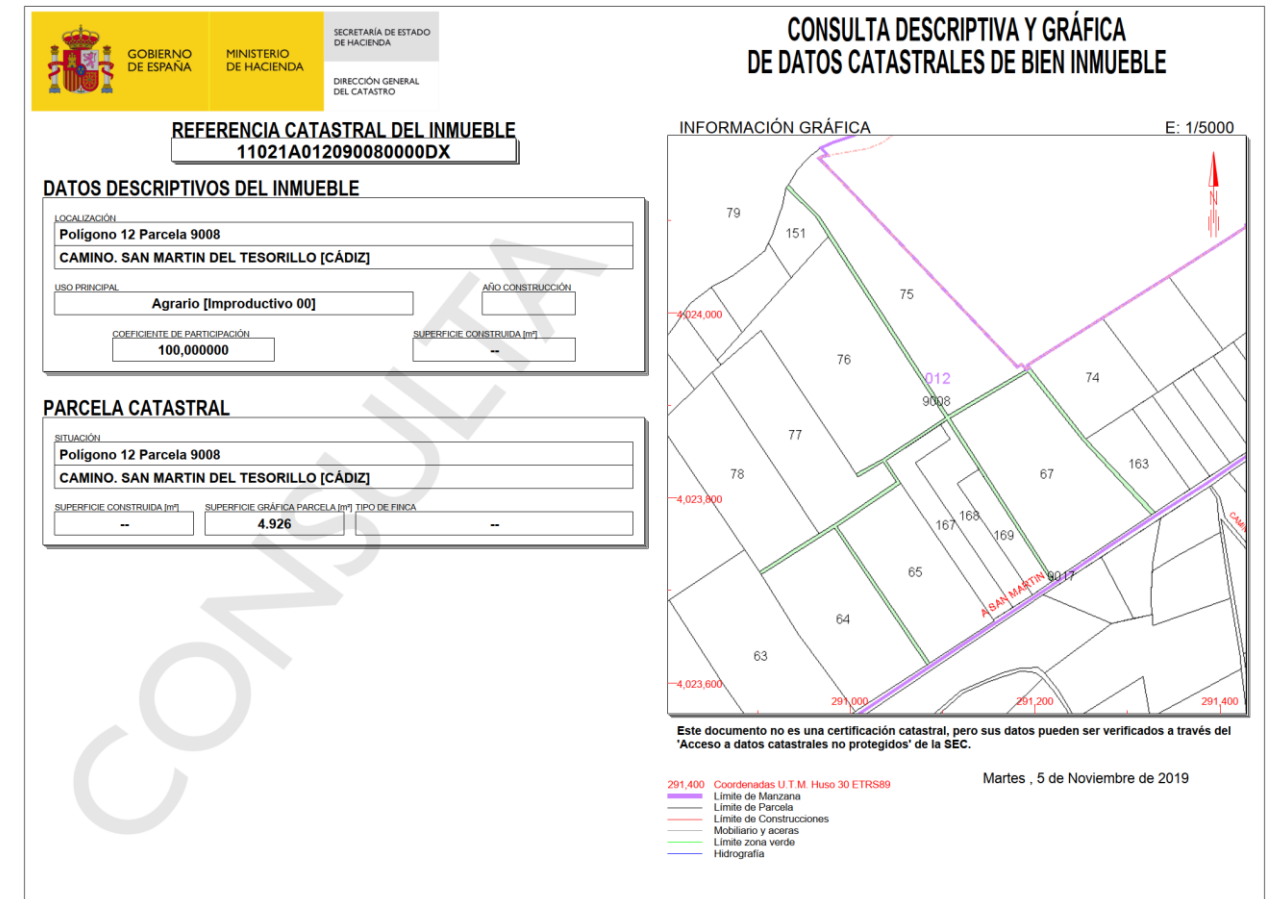 GOBIERNO
DE ESPAÑA
MINISTERIO
DE HACIENDA
SECRETARÍA DE ESTADO
DE HACIENDA
DIRECCIÓN GENERAL
DEL CATASTRO
CONSULTA DESCRIPTIVA Y GRÁFICA
DE DATOS CATASTRALES DE BIEN INMUEBLE
REFERENCIA CATASTRAL DEL INMUEBLE
11021A012090080000DX
DATOS DESCRIPTIVOS DEL INMUEBLE
LOCALIZACIÓN
Polígono 12 Parcela 9008
CAMINO. SAN MARTIN DEL TESORILLO [CÁDIZ]
USO PRINCIPAL
AÑO CONSTRUCCIÓN
Agrario [Improductivo 00]
COEFICIENTE DE PARTICIPACIÓN
SUPERFICIE CONSTRUIDA [m²]
100,000000
--
PARCELA CATASTRAL
SITUACIÓN
Polígono 12 Parcela 9008
CAMINO. SAN MARTIN DEL TESORILLO [CÁDIZ]
SUPERFICIE CONSTRUIDA [m²]
SUPERFICIE GRÁFICA PARCELA [m²]
TIPO DE FINCA
--
4.926
--
CONSULTA
INFORMACIÓN GRÁFICA
E: 1/5000
N
79
151
75
4,024,000
76
74
012
9008
77
78
67
163
4,023,800
167
168
169
65
9017
A SAN MARTIN
64
63
4,023,600
291,000
291,200
291,400
Este documento no es una certificación catastral, pero sus datos pueden ser verificados a través del
'Acceso a datos catastrales no protegidos' de la SEC.
Martes , 5 de Noviembre de 2019
291,400 Coordenadas U.T.M. Huso 30 ETRS89
Límite de Manzana
Límite de Parcela
Límite de Construcciones
Mobiliario y aceras
Límite zona verde
Hidrografía